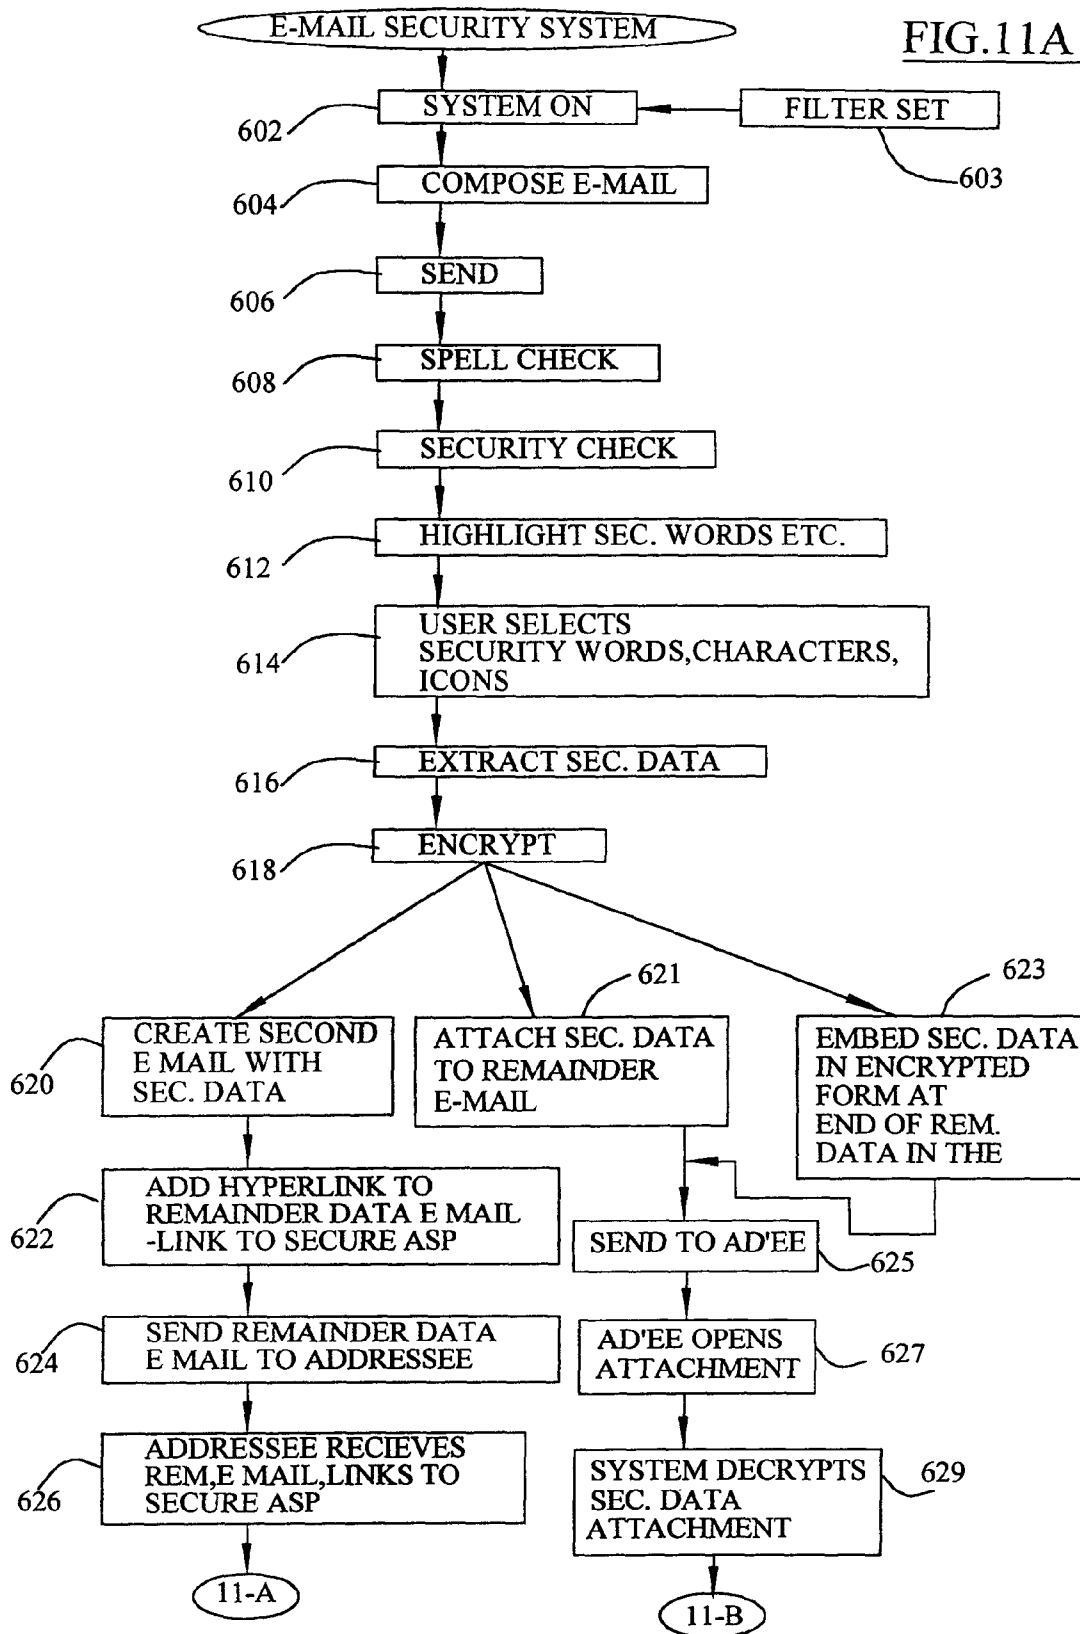 E-MAIL SECURITY SYSTEM
FIG.11A
SYSTEM ON
FILTER SET
602
603
COMPOSE E-MAIL
604
SEND
606
SPELL CHECK
608
SECURITY CHECK
610
HIGHLIGHT SEC. WORDS ETC.
612
USER SELECTS
SECURITY WORDS,CHARACTERS,
ICONS
614
EXTRACT SEC. DATA
616
ENCRYPT
618
621
623
CREATE SECOND
E MAIL WITH
SEC. DATA
620
ATTACH SEC. DATA
TO REMAINDER
E-MAIL
EMBED SEC. DATA
IN ENCRYPTED
FORM AT
END OF REM.
DATA IN THE
ADD HYPERLINK TO
REMAINDER DATA E MAIL
-LINK TO SECURE ASP
622
SEND TO AD'EE
625
SEND REMAINDER DATA
E MAIL TO ADDRESSEE
624
AD'EE OPENS
ATTACHMENT
627
ADDRESSEE RECIEVES
REM,E MAIL,LINKS TO
SECURE ASP
626
SYSTEM DECRYPTS
SEC. DATA
ATTACHMENT
629
11-A
11-B